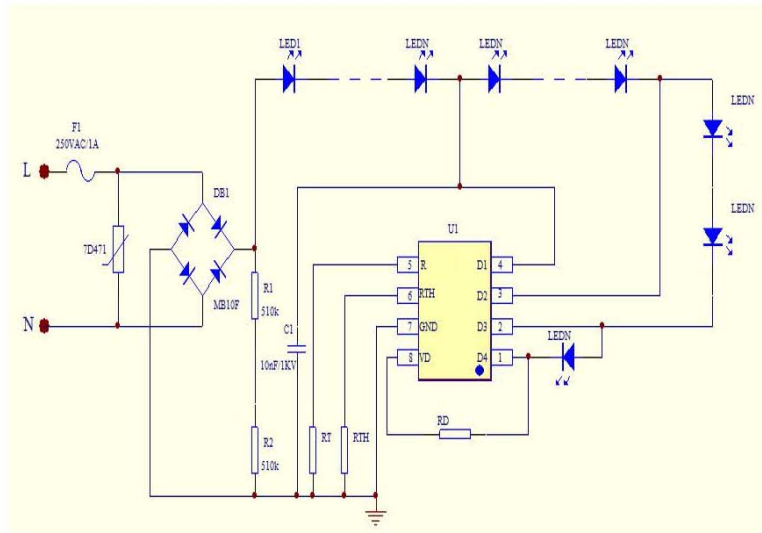 LED1
LEDN
LEDN
LEDN
LEDN
F1
250VAC/1A
L
DB1
LEDN
U1
7D471
5
R
D1
4
R1
510k
MB10F
6
RTH
D2
3
N
C1
7
GND
D3
2
LEDN
10nF/1KV
8
VD
D4
1
RD
R2
510k
RT
RTH